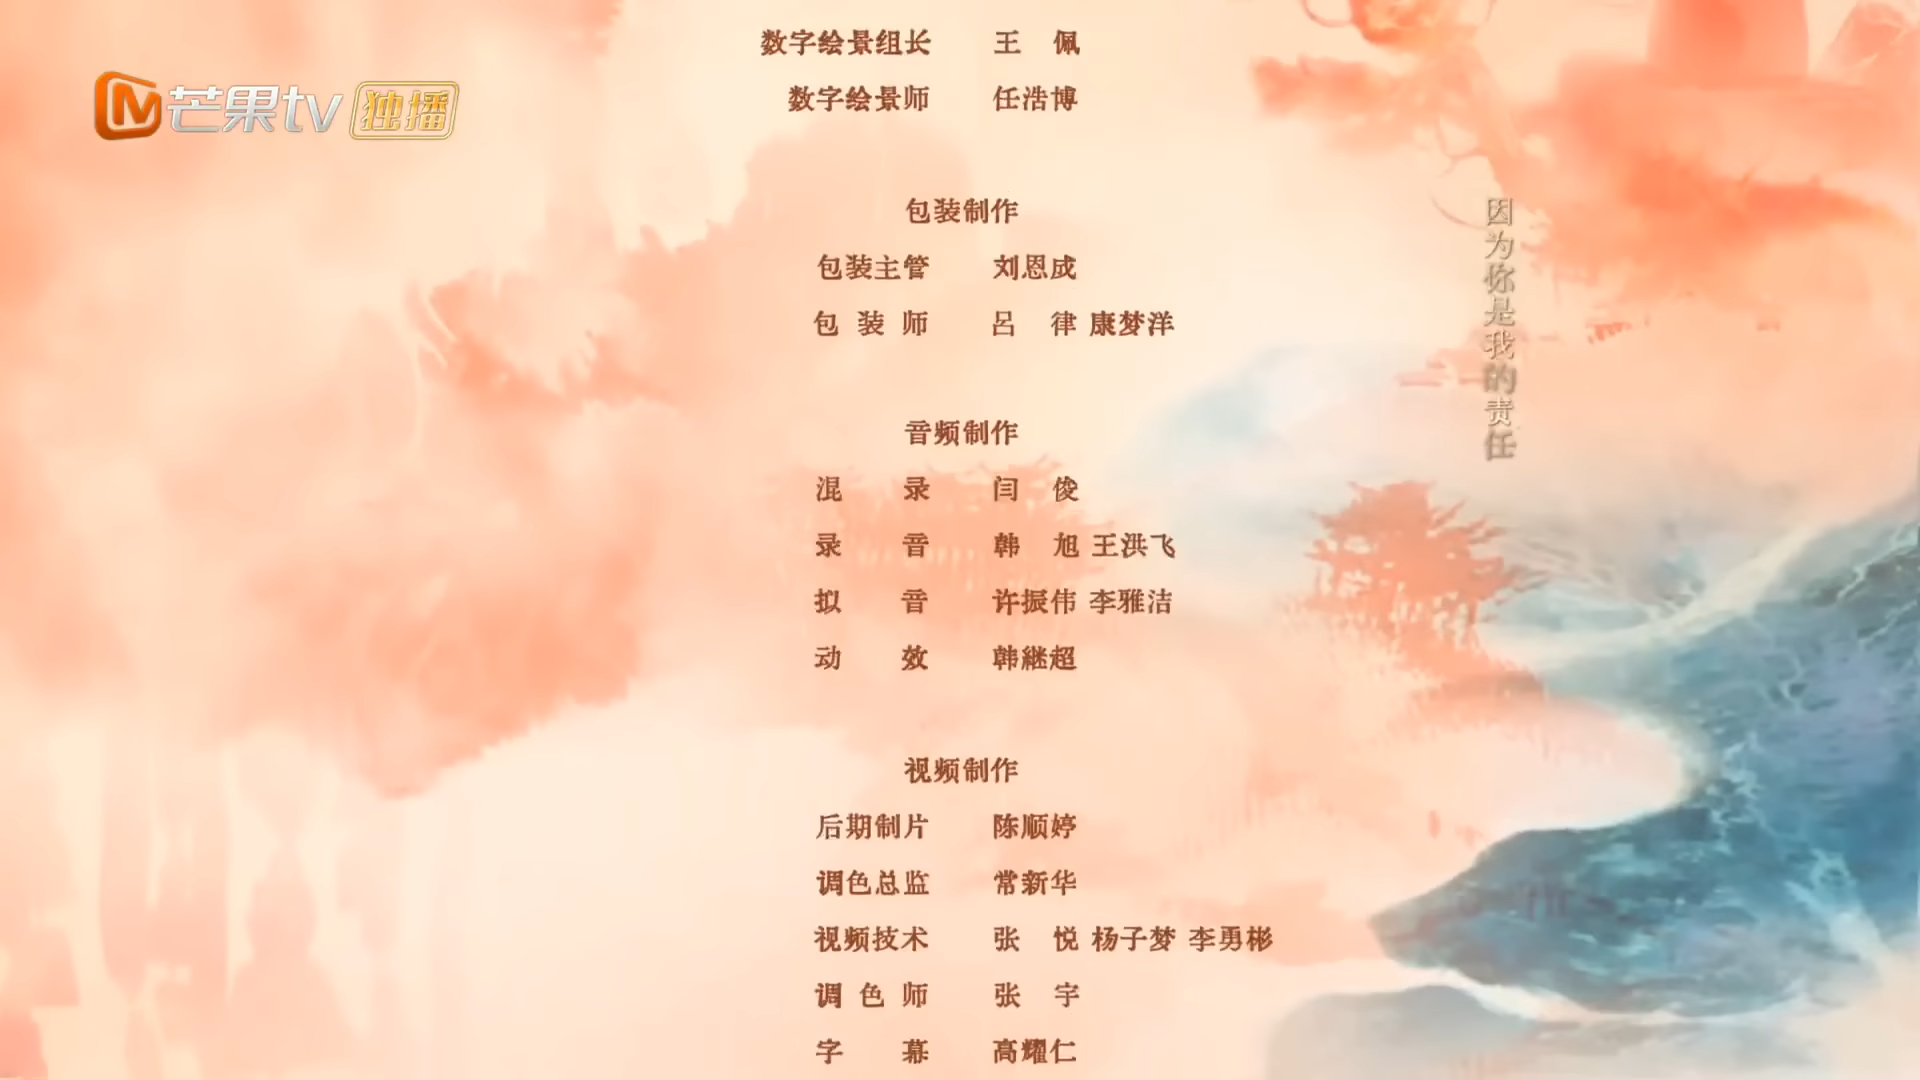 芒果tv 独播
数字绘景组长 王 佩
数字绘景师 任浩博
包装制作
包装主管 刘恩成
包 装 师 吕 律 康梦洋
音频制作
混 录 闫 俊
录 音 韩 旭 王洪飞
拟 音 许振伟 李雅洁
动 效 韩継超
视频制作
后期制片 陈顺婷
调色总监 常新华
视频技术 张 悦 杨子梦 李勇彬
调 色 师 张 宇
字 幕 高耀仁
因为你是我的责任